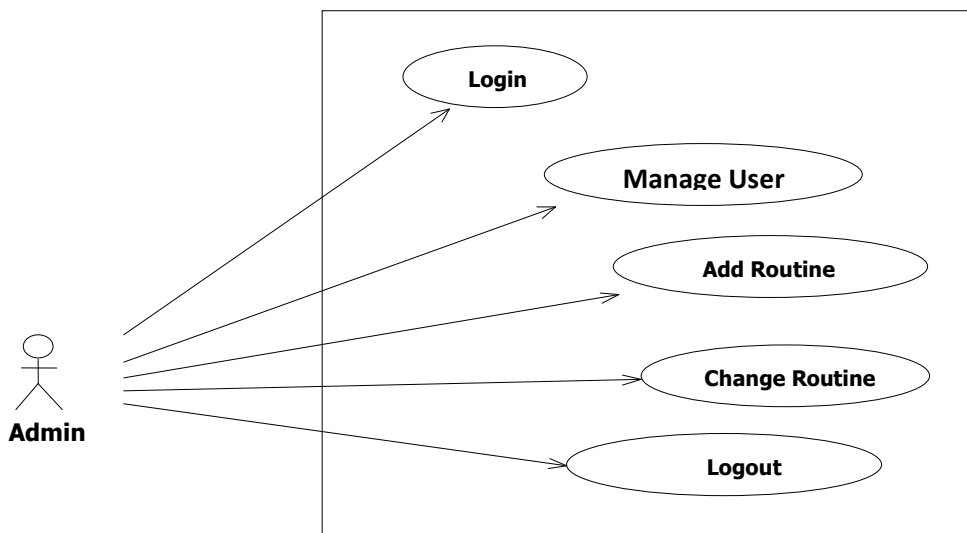 Login
Manage User
Add Routine
Change Routine
Admin
Logout